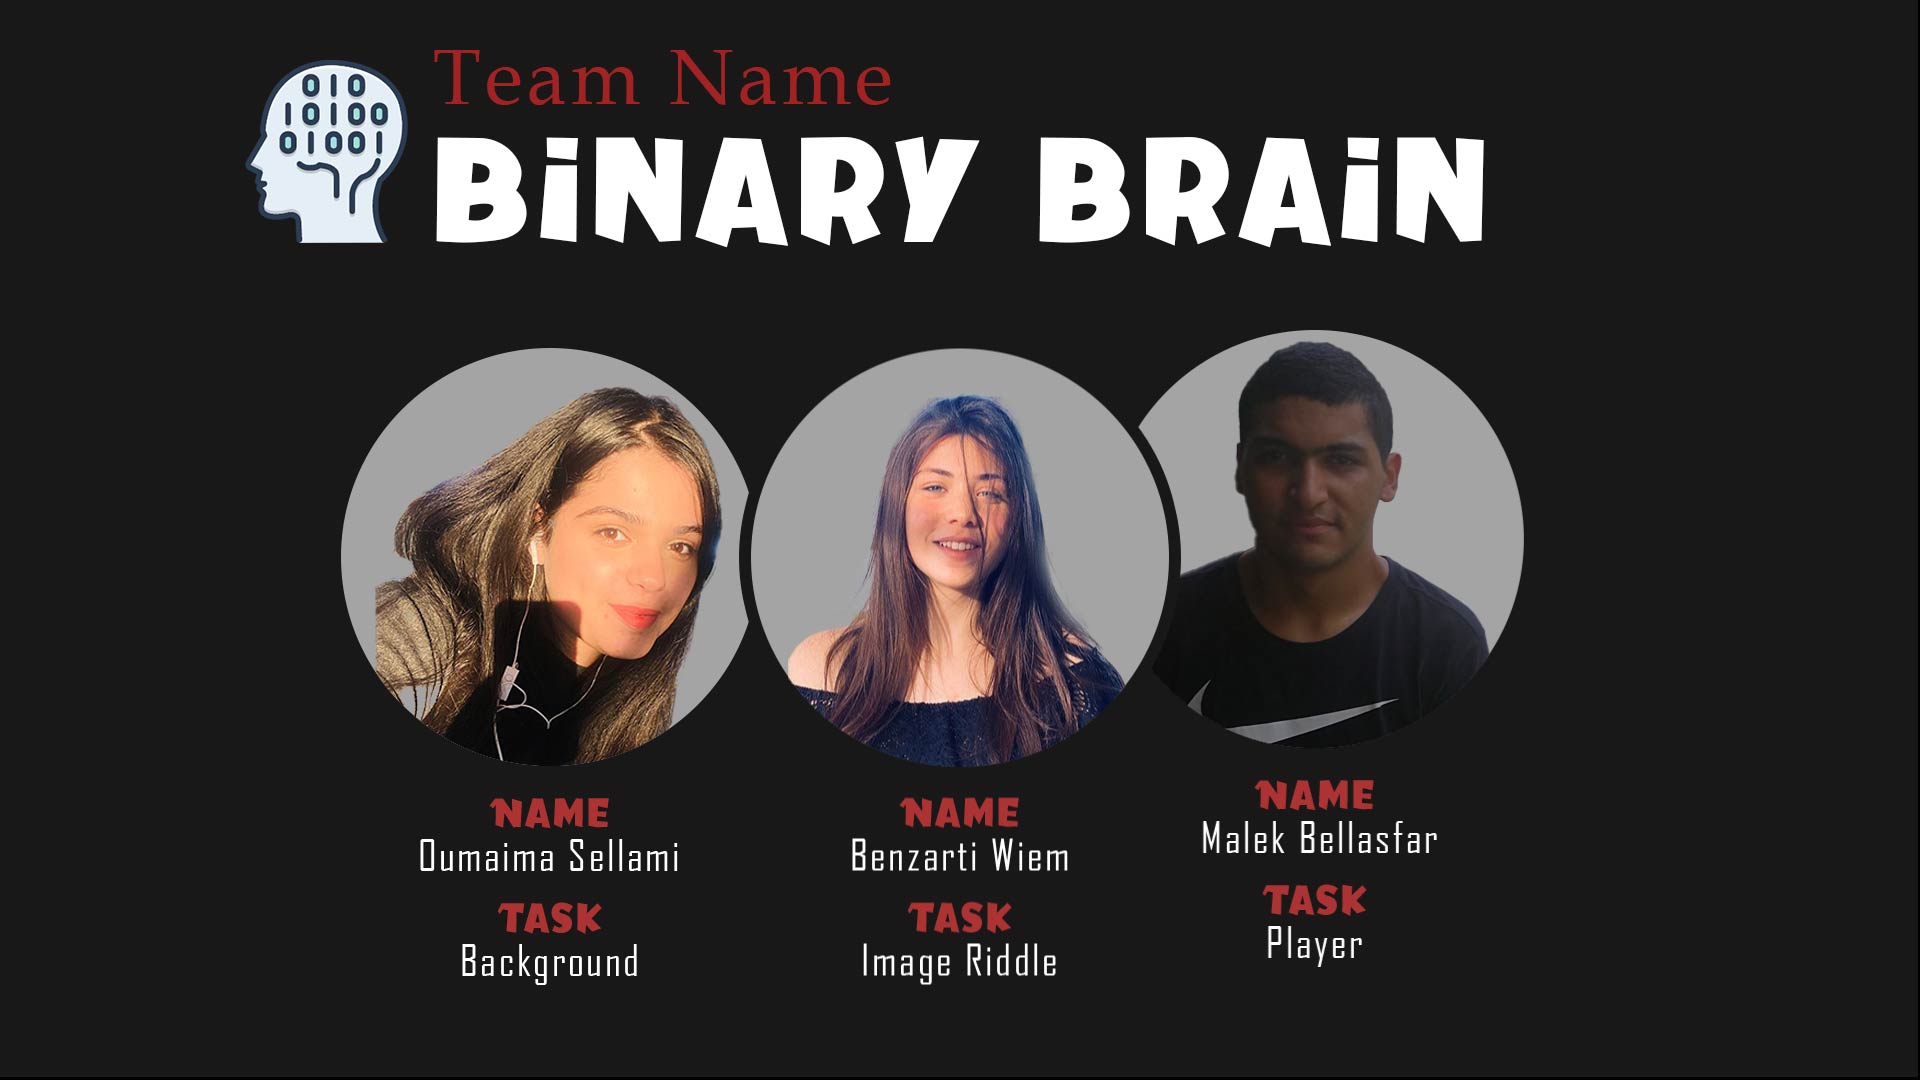 Team Name
BiNARY BRAiN
010
10100
01001
NAME
Oumaima Sellami
TASK
Background
NAME
Benzarti Wiem
TASK
Image Riddle
NAME
Malek Bellasfar
TASK
Player